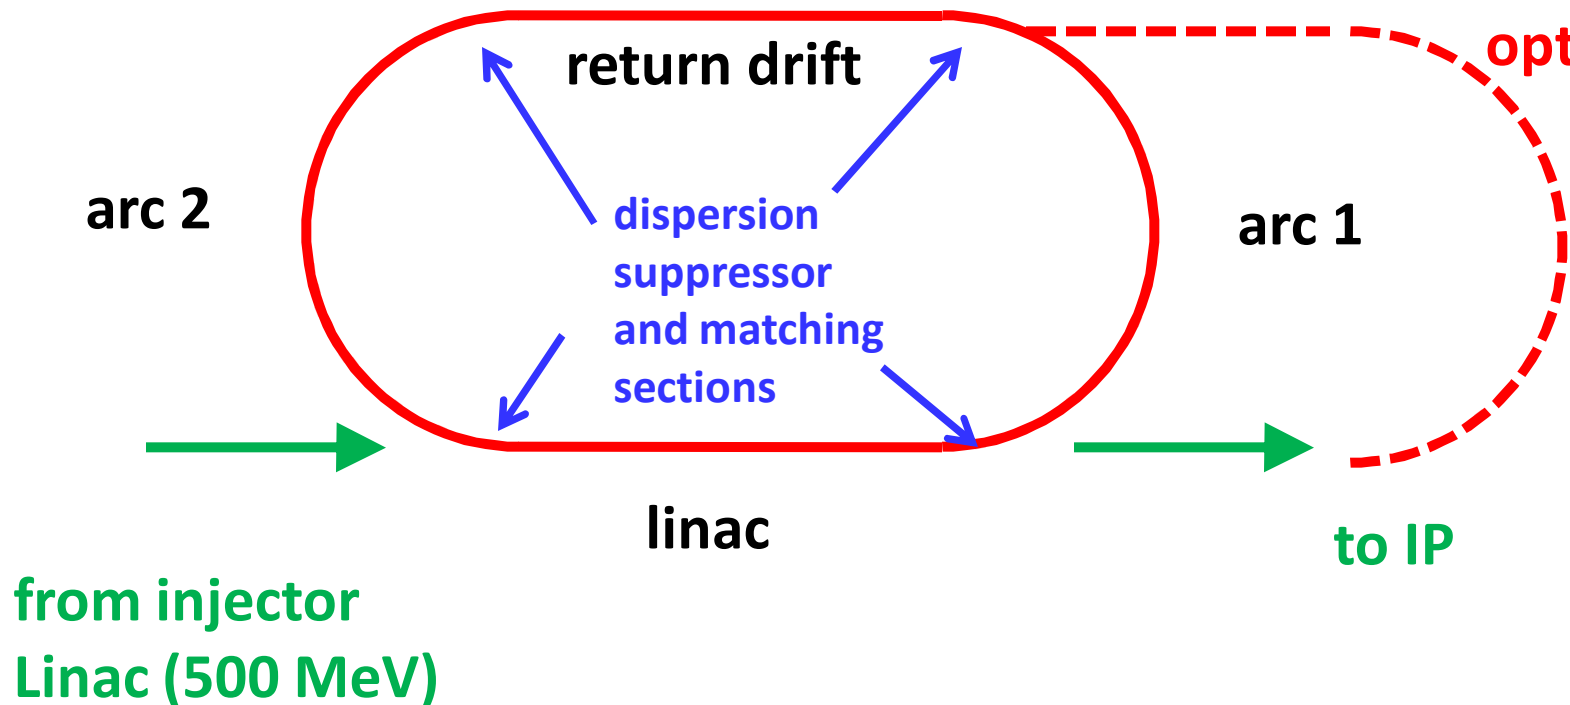 opt
return drift
arc 2
dispersion
suppressor
and matching
sections
arc 1
linac
to IP
from injector
Linac (500 MeV)